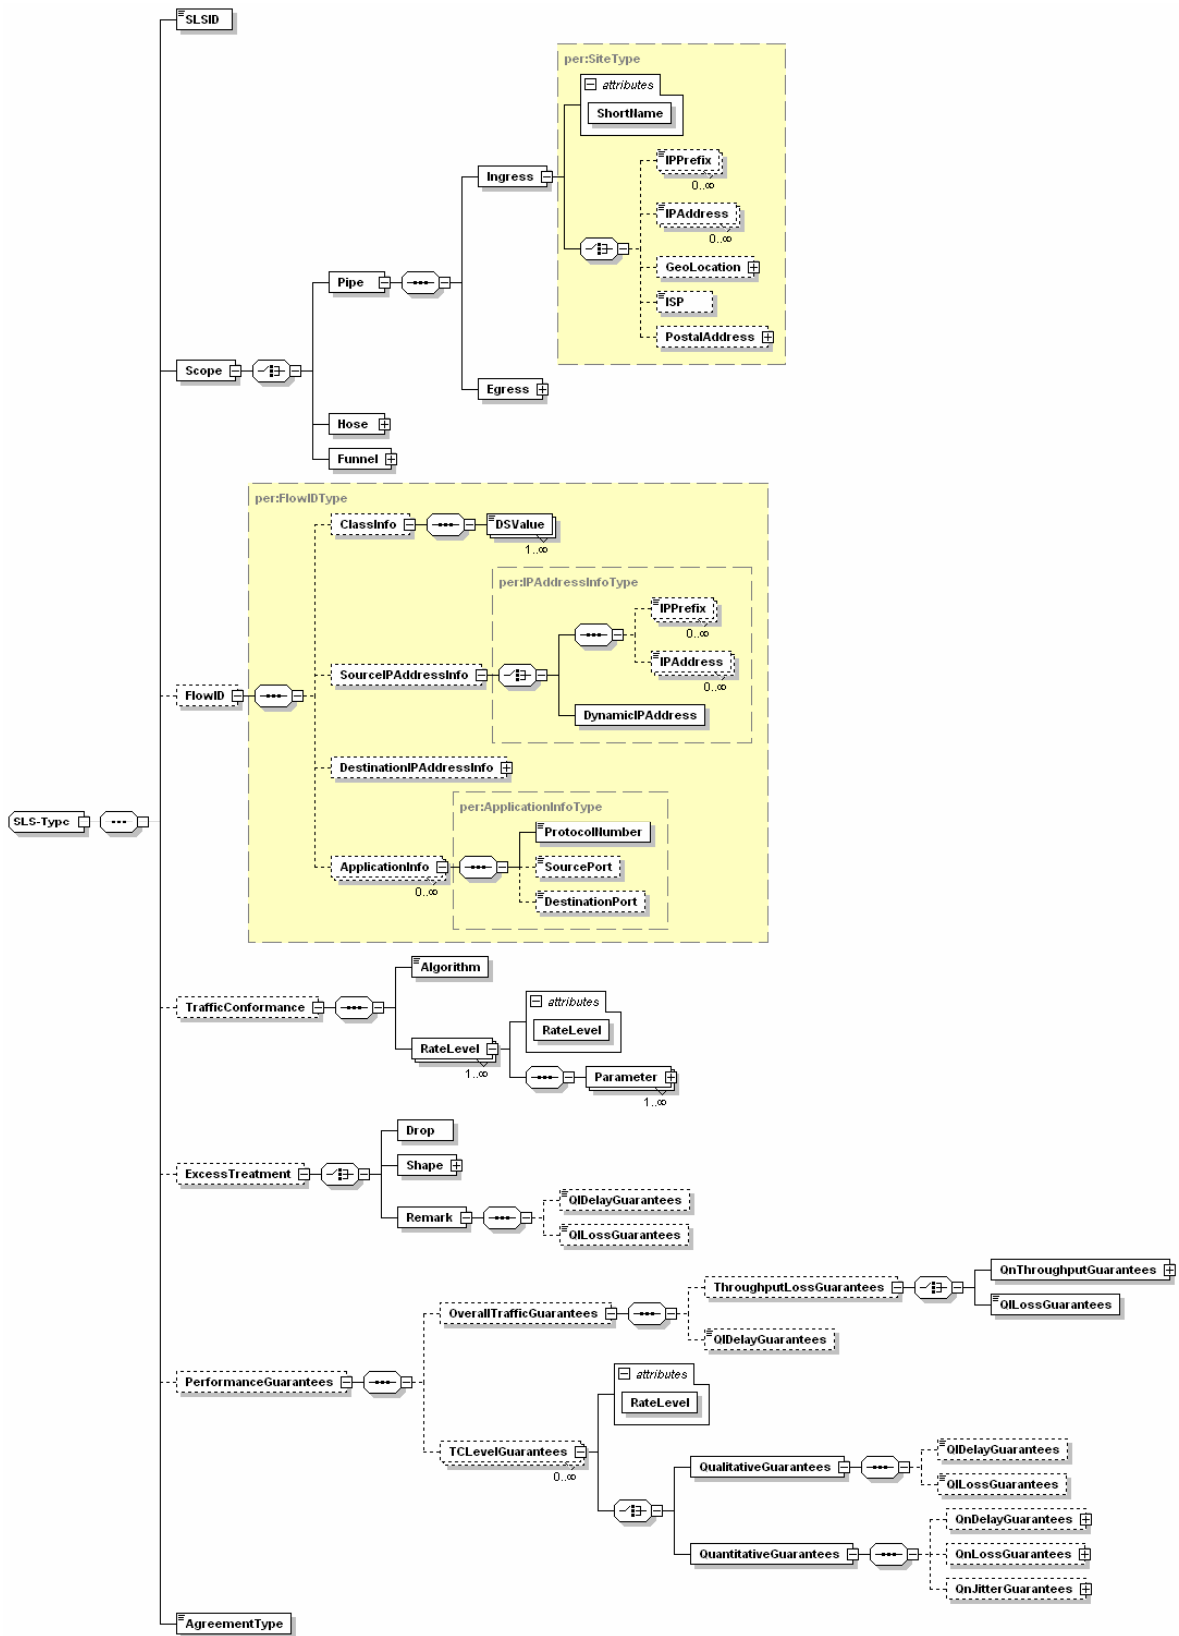 SLSID
per:SiteType
attributes
ShortName
IPPrefix
0..∞
Ingress
IPAddress
0..∞
GeoLocation
Pipe
ISP
PostalAddress
Scope
Egress
Hose
Funnel
per:FlowIDType
ClassInfo
DSValue
1..∞
per:IPAddressInfoType
IPPrefix
0..∞
IPAddress
SourceIPAddressInfo
0..∞
FlowID
DynamicIPAddress
DestinationIPAddressInfo
per:ApplicationInfoType
SLS-Type
ProtocolNumber
ApplicationInfo
SourcePort
0..∞
DestinationPort
Algorithm
attributes
TrafficConformance
RateLevel
RateLevel
1..∞
Parameter
1..∞
Drop
Shape
ExcessTreatment
QlDelayGuarantees
Remark
QlLossGuarantees
QnThroughputGuarantees
ThroughputLossGuarantees
QlLossGuarantees
OverallTrafficGuarantees
QlDelayGuarantees
attributes
PerformanceGuarantees
RateLevel
TCLevelGuarantees
0..∞
QlDelayGuarantees
QualitativeGuarantees
QlLossGuarantees
QnDelayGuarantees
QuantitativeGuarantees
QnLossGuarantees
QnJitterGuarantees
AgreementType